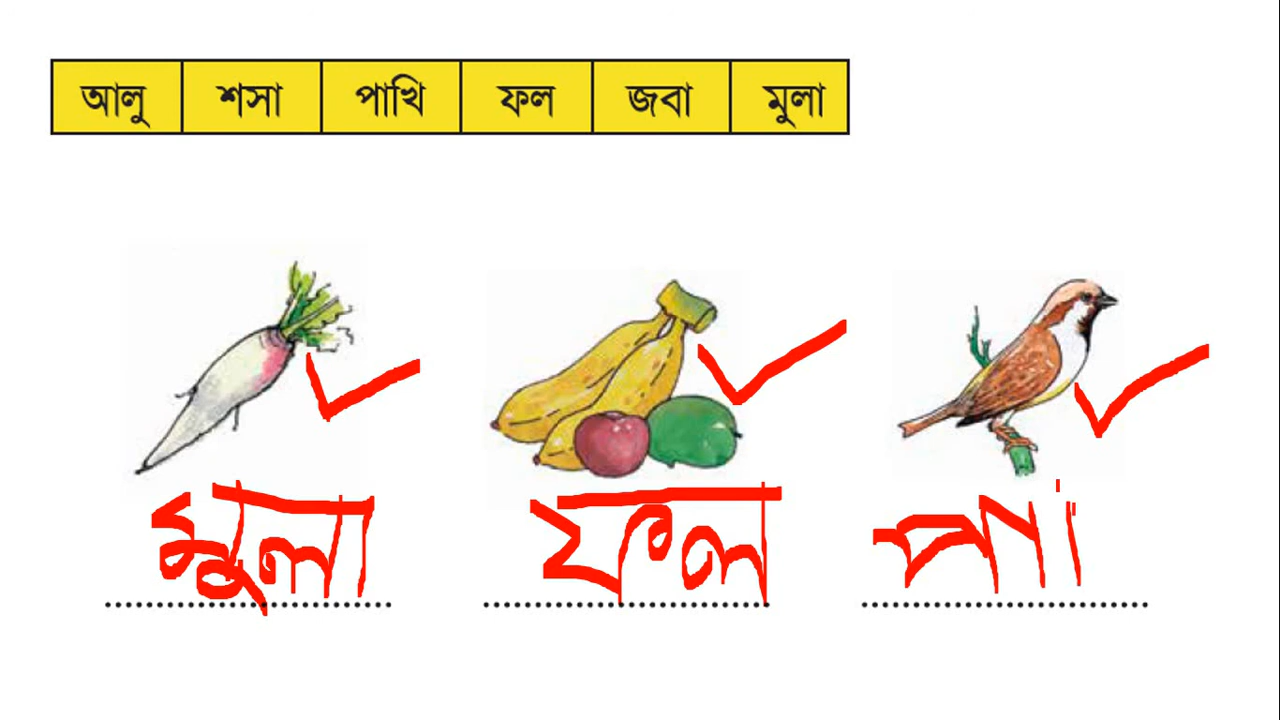 আলু শসা পাখি ফল জবা মুলা
মুলা ফল পা